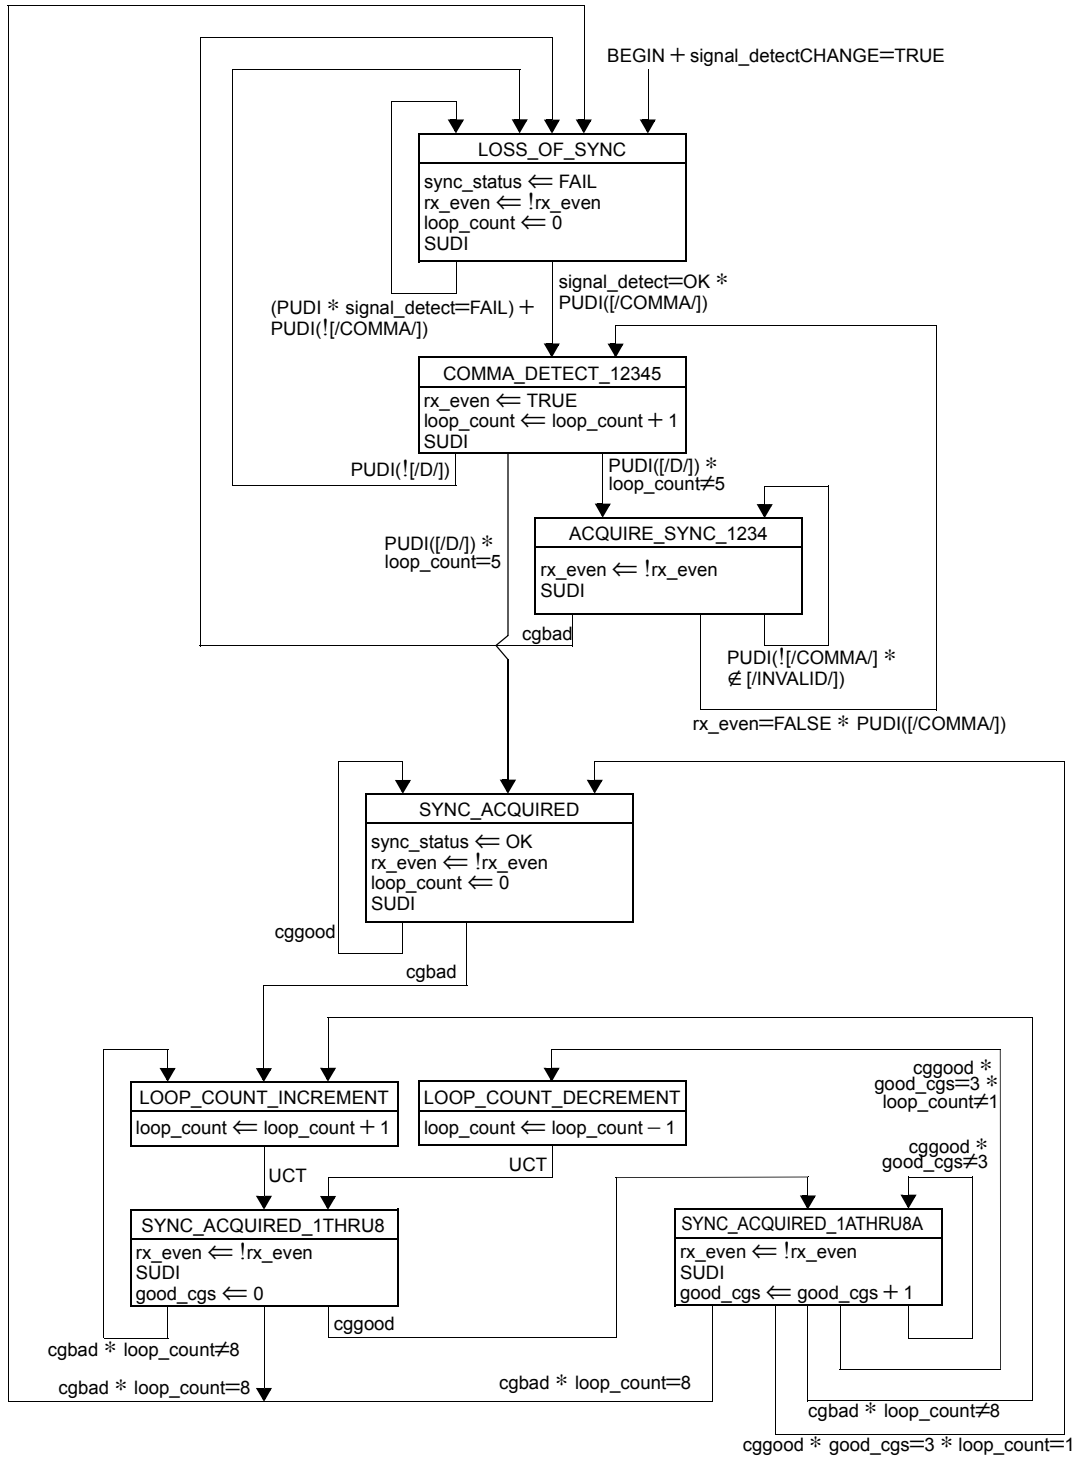 BEGIN + signal_detectCHANGE=TRUE
LOSS_OF_SYNC
sync_status ⇐ FAIL
rx_even ⇐ !rx_even
loop_count ⇐ 0
SUDI
(PUDI * signal_detect=FAIL) +
PUDI(![/COMMA/])
signal_detect=OK *
PUDI([/COMMA/])
COMMA_DETECT_12345
rx_even ⇐ TRUE
loop_count ⇐ loop_count + 1
SUDI
PUDI(![/D/])
PUDI([/D/]) *
loop_count≠5
PUDI([/D/]) *
loop_count=5
ACQUIRE_SYNC_1234
rx_even ⇐ !rx_even
SUDI
cgbad
PUDI(![/COMMA/] *
∉ [/INVALID/])
rx_even=FALSE * PUDI([/COMMA/])
SYNC_ACQUIRED
sync_status ⇐ OK
rx_even ⇐ !rx_even
loop_count ⇐ 0
SUDI
cggood
cgbad
LOOP_COUNT_INCREMENT
loop_count ⇐ loop_count + 1
UCT
LOOP_COUNT_DECREMENT
loop_count ⇐ loop_count − 1
UCT
cggood *
good_cgs=3 *
loop_count≠1
cggood *
good_cgs≠3
SYNC_ACQUIRED_1THRU8
rx_even ⇐ !rx_even
SUDI
good_cgs ⇐ 0
SYNC_ACQUIRED_1ATHRU8A
rx_even ⇐ !rx_even
SUDI
good_cgs ⇐ good_cgs + 1
cggood
cgbad * loop_count≠8
cgbad * loop_count=8
cgbad * loop_count=8
cgbad * loop_count≠8
cggood * good_cgs=3 * loop_count=1